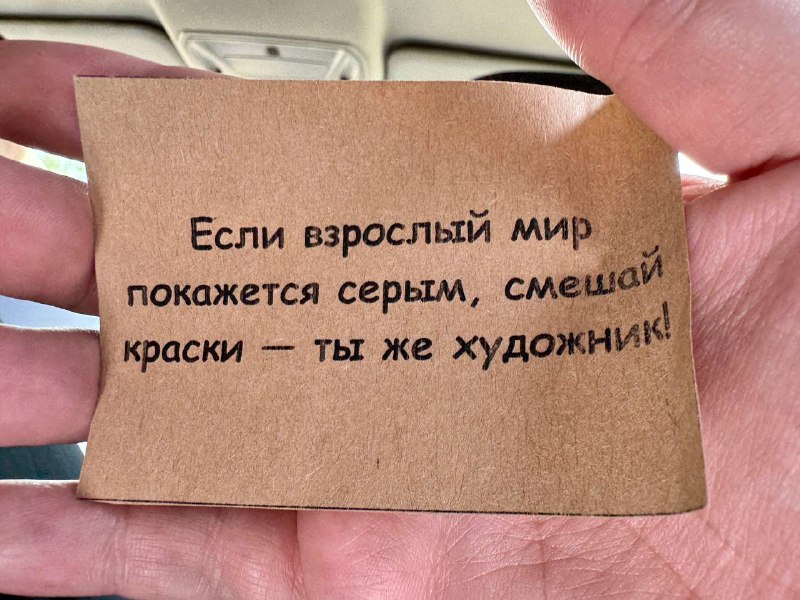 Если взрослый мир
покажется серым, смешай
краски — ты же художник!